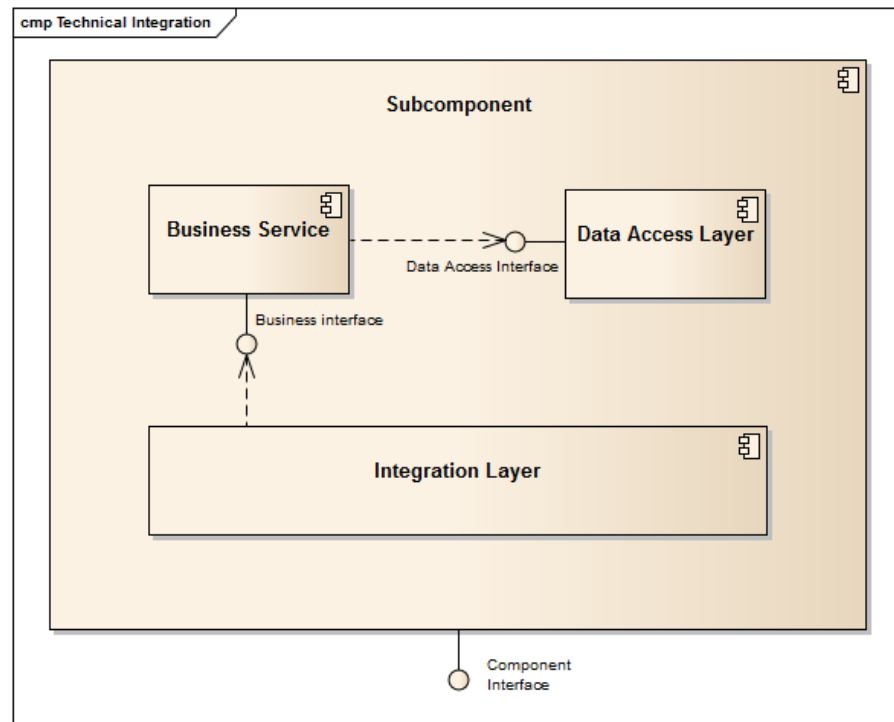 cmp Technical Integration
Subcomponent
Business Service
Data Access Layer
Data Access Interface
Business interface
Integration Layer
Component
Interface